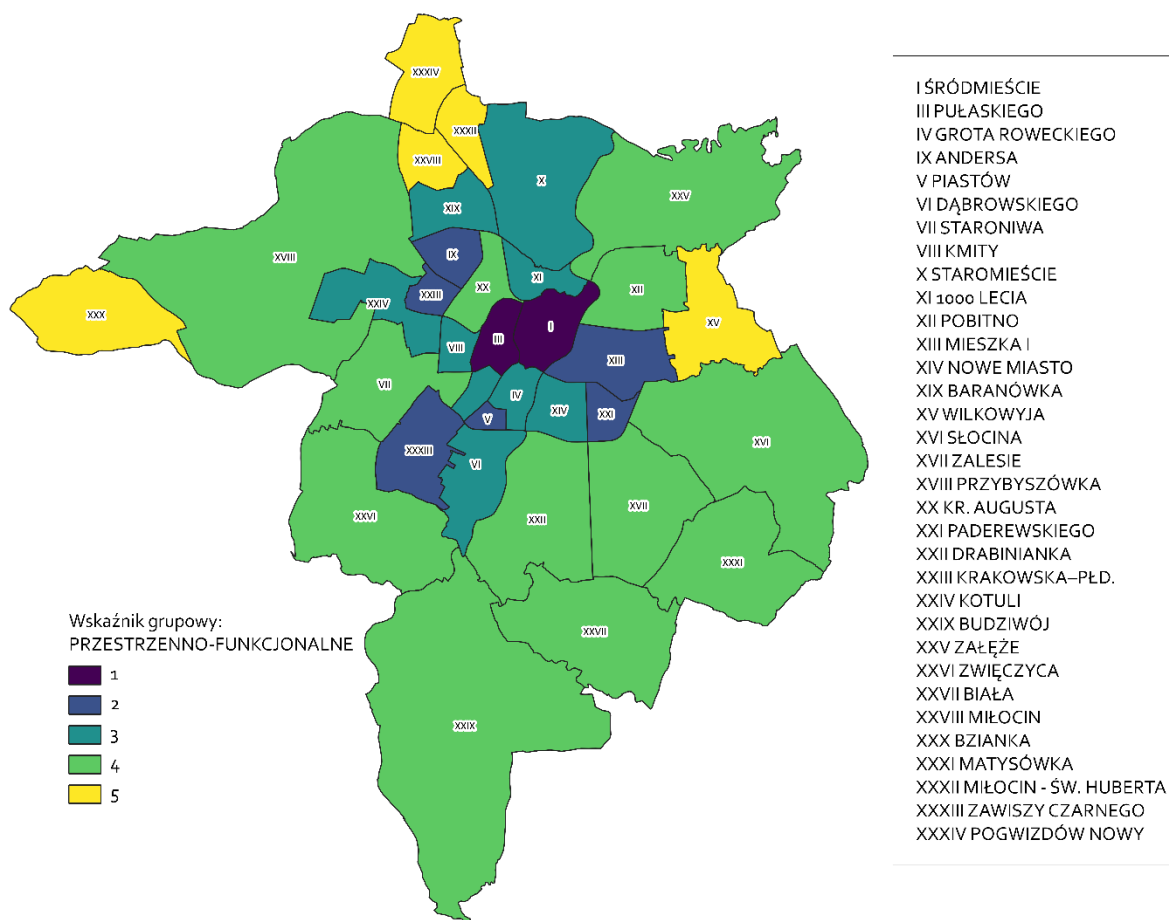 XXXIV
XXXII
XXVIII
X
XXV
XIX
IX
XVIII
XX
XI
XII
XXIII
XXIV
XXX
I
XV
III
VIII
XIII
VII
IV
XIV
XXI
V
XVI
XXXIII
VI
XXVI
XXII
XVII
XXXI
XXVII
XXIX
Wskaźnik grupowy:
PRZESTRZENNO-FUNKCJONALNE
1
2
3
4
5
I ŚRÓDMIEŚCIE
III PUŁASKIEGO
IV GROTA ROWECKIEGO
IX ANDERSA
V PIASTÓW
VI DĄBROWSKIEGO
VII STARONIWA
VIII KMITY
X STAROMIEŚCIE
XI 1000 LECIA
XII POBITNO
XIII MIESZKA I
XIV NOWE MIASTO
XIX BARANÓWKA
XV WILKOWYJA
XVI SŁOCINA
XVII ZALESIE
XVIII PRZYBYSZÓWKA
XX KR. AUGUSTA
XXI PADEREWSKIEGO
XXII DRABINIANKA
XXIII KRAKOWSKA–PŁD.
XXIV KOTULI
XXIX BUDZIWÓJ
XXV ZAŁĘŻE
XXVI ZWIĘCZYCA
XXVII BIAŁA
XXVIII MIŁOCIN
XXX BZIANKA
XXXI MATYSÓWKA
XXXII MIŁOCIN - ŚW. HUBERTA
XXXIII ZAWISZY CZARNEGO
XXXIV POGWIZDÓW NOWY